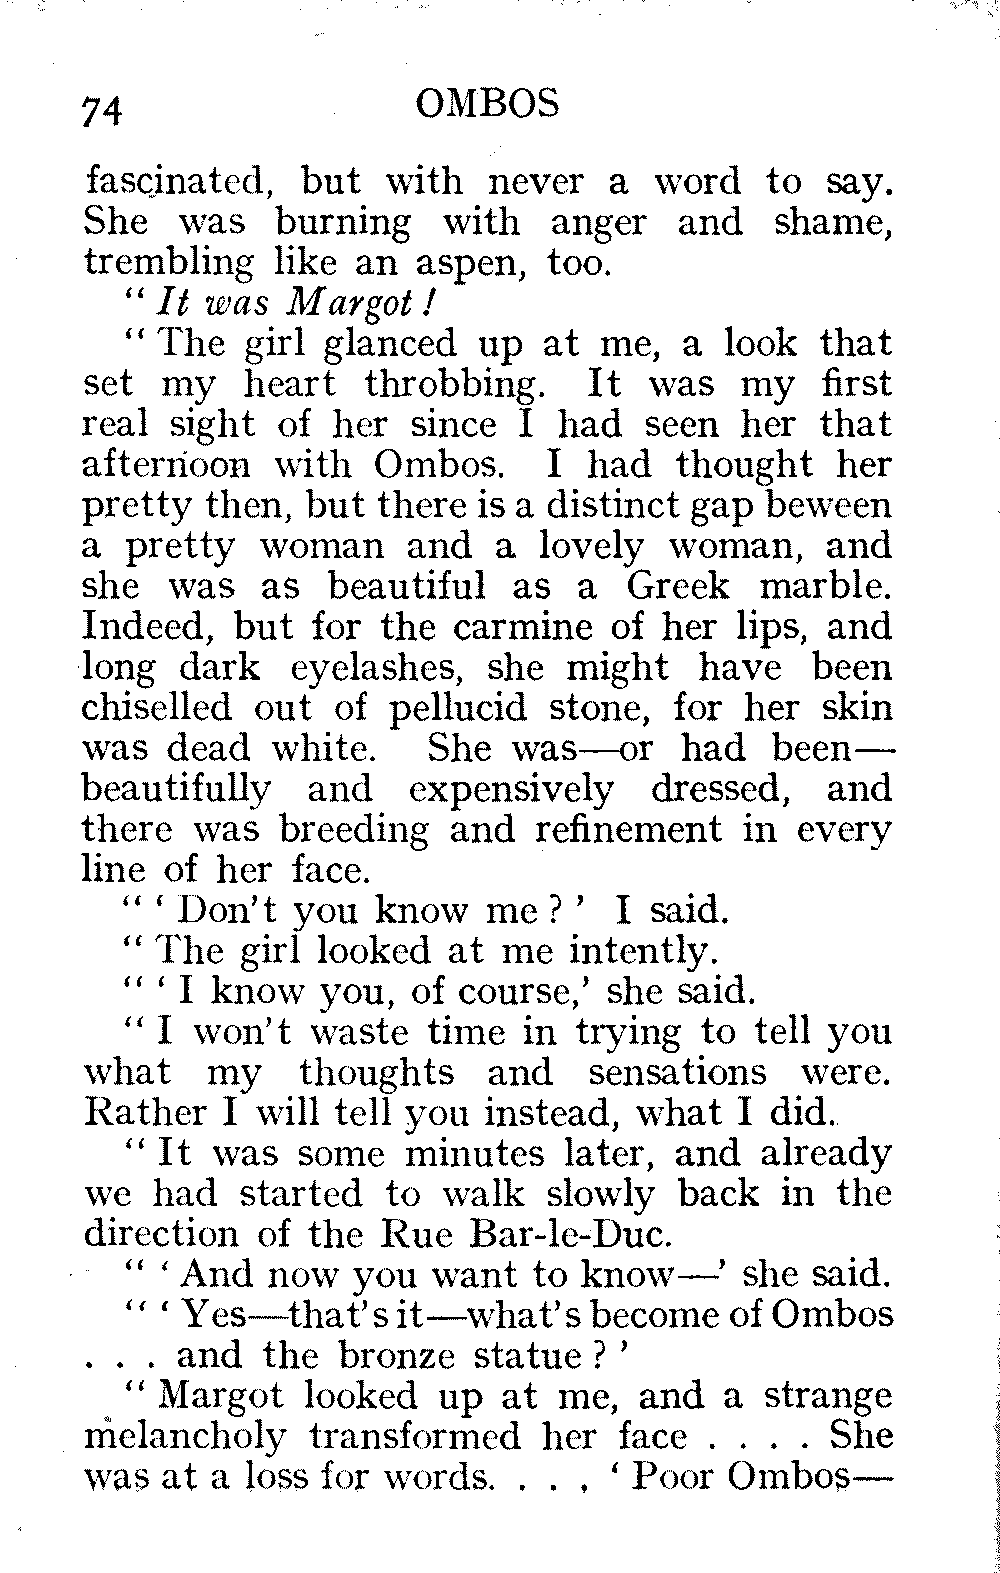 74 OMBOS
fascinated, but with never a word to say.
She was burning with anger and shame,
trembling like an aspen, too.
“ It was Margot !
“ The girl glanced up at me, a look that
set my heart throbbing. It was my first
real sight of her since I had seen her that
afternoon with Ombos. I had thought her
pretty then, but there is a distinct gap beween
a pretty woman and a lovely woman, and
she was as beautiful as a Greek marble.
Indeed, but for the carmine of her lips, and
long dark eyelashes, she might have been
chiselled out of pellucid stone, for her skin
was dead white. She was—or had been—
beautifully and expensively dressed, and
there was breeding and refinement in every
line of her face.
“ ‘ Don't you know me ? ’ I said.
“ The girl looked at me intently.
“ ‘ I know you, of course,’ she said.
“ I won't waste time in trying to tell you
what my thoughts and sensations were.
Rather I will tell you instead, what I did.
“ It was some minutes later, and already
we had started to walk slowly back in the
direction of the Rue Bar-le-Duc.
“ ‘ And now you want to know—’ she said.
“ ‘ Yes—that's it—what's become of Ombos
. . . and the bronze statue ? ’
“ Margot looked up at me, and a strange
melancholy transformed her face . . . . She
was at a loss for words. . . . ‘ Poor Ombos—